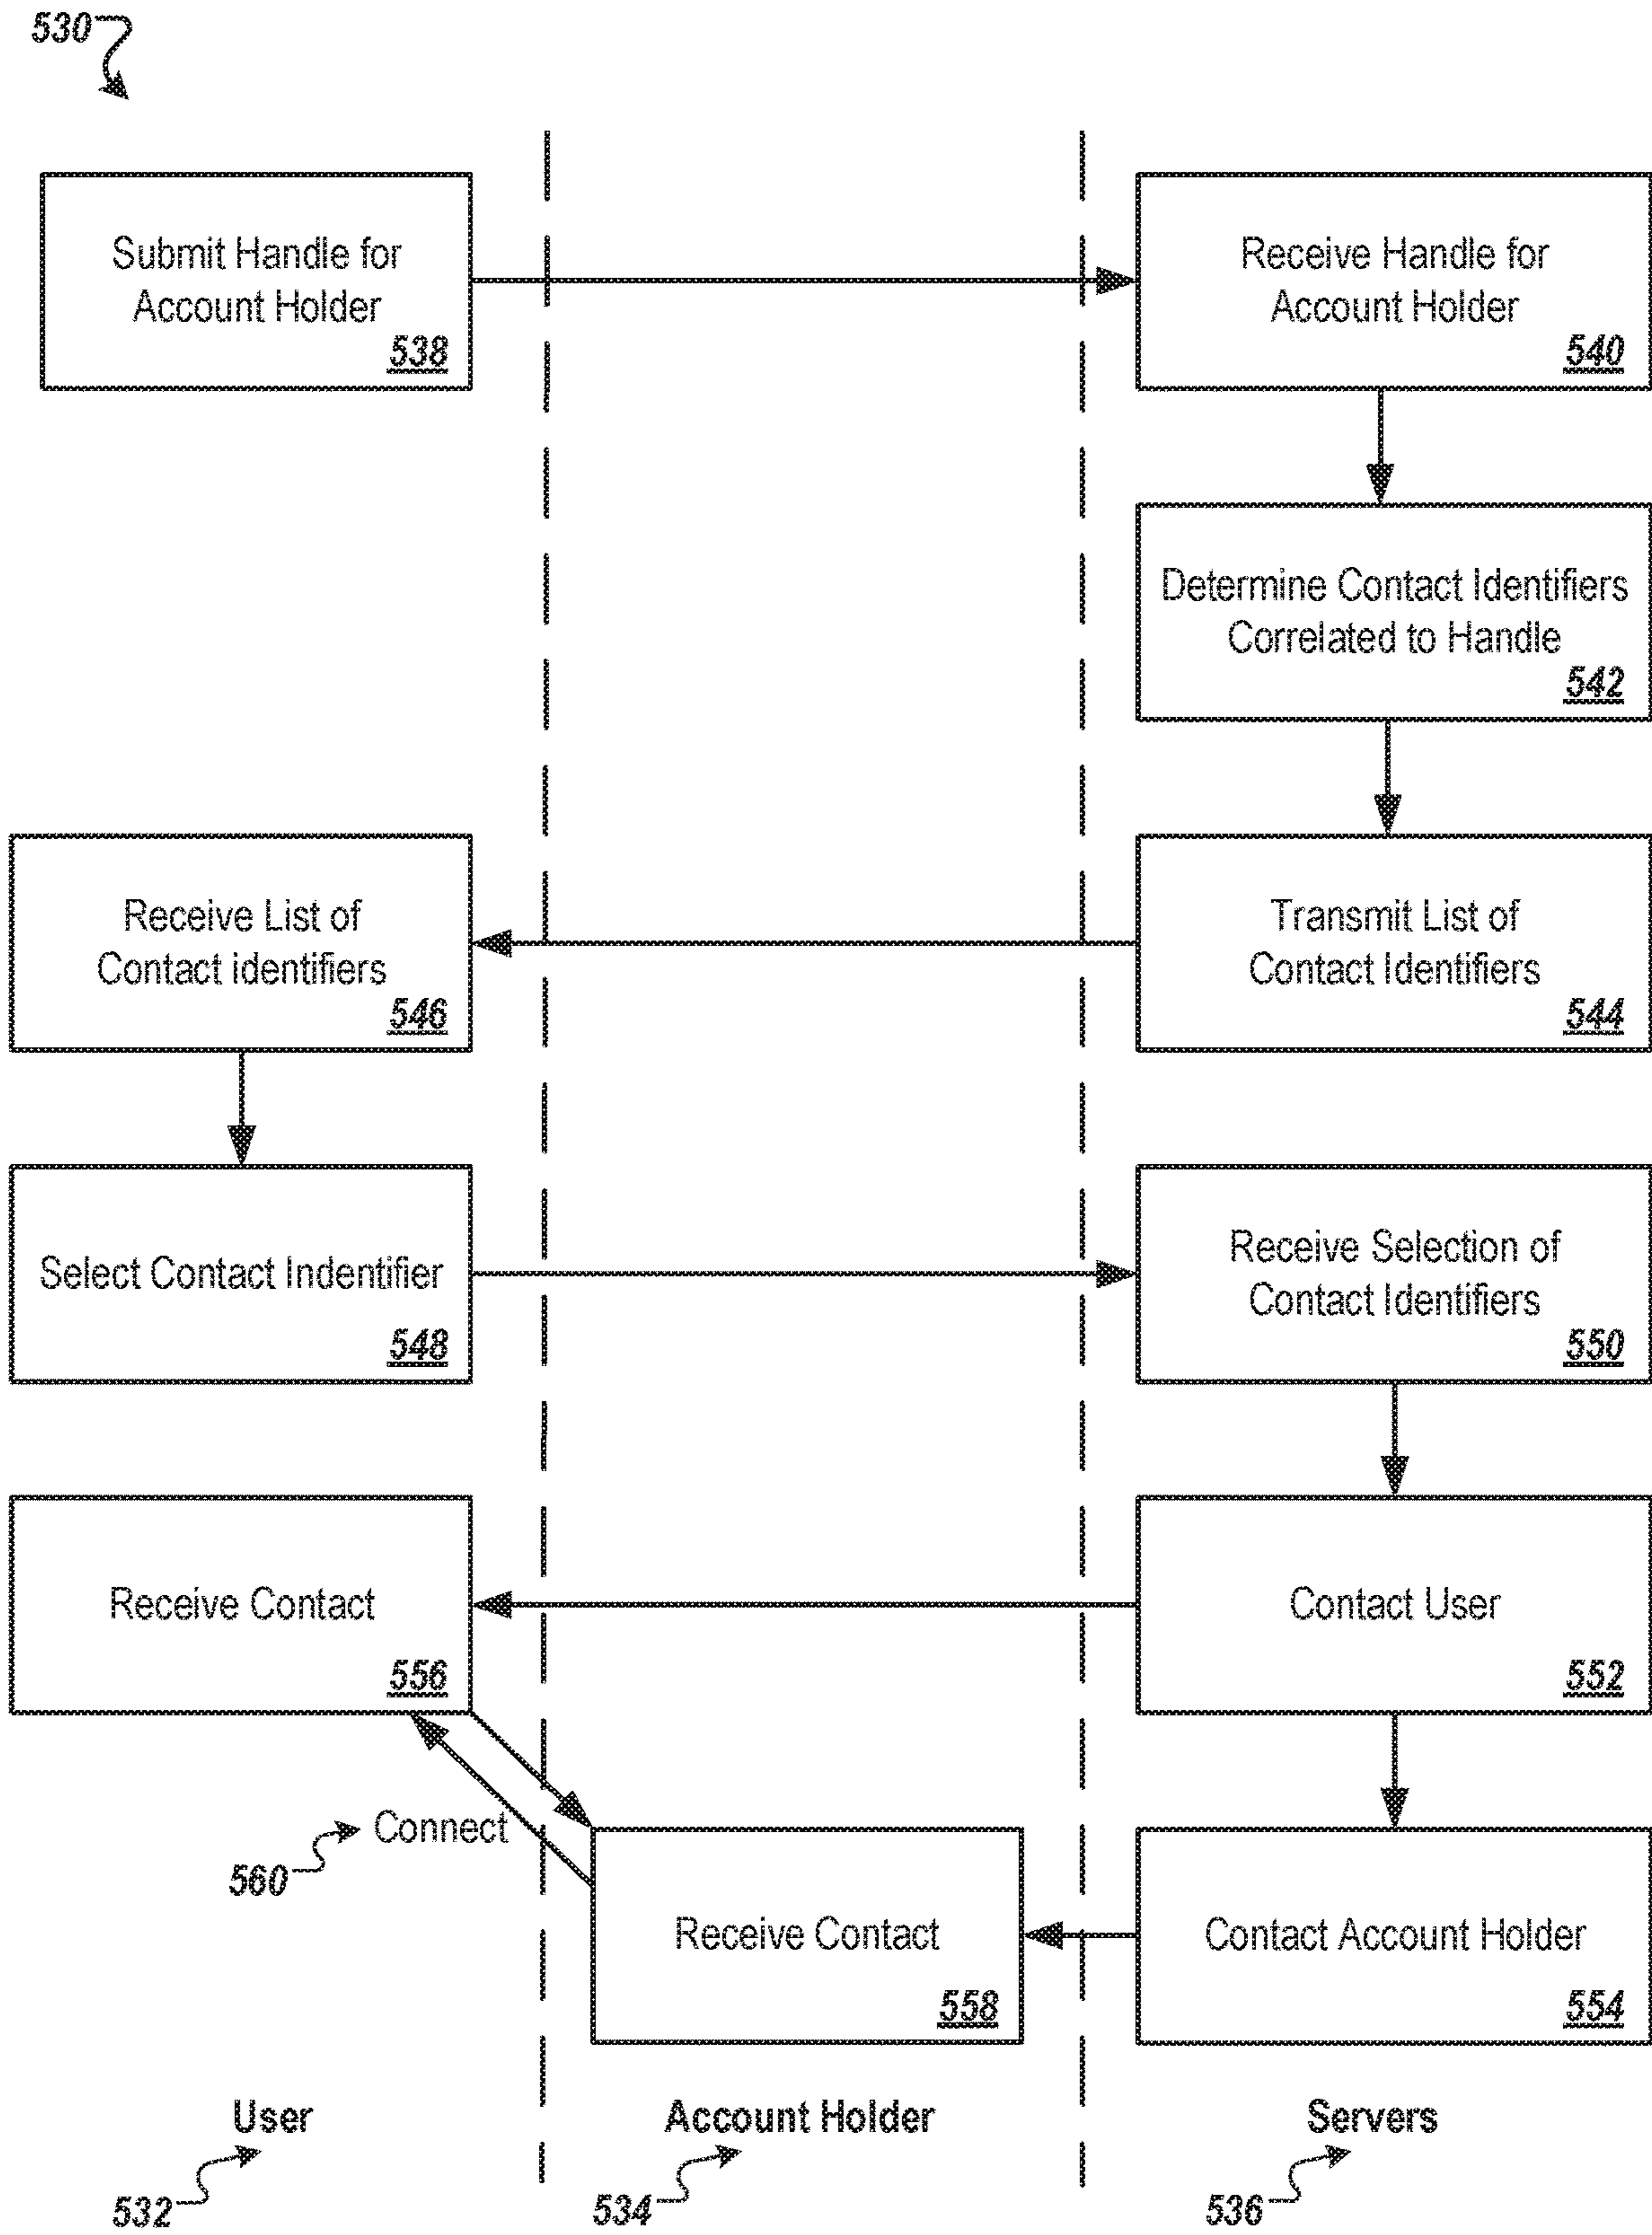 530
Submit Handle for
Account Holder
538
Receive Handle for
Account Holder
540
Determine Contact Identifiers
Correlated to Handle
542
Receive List of
Contact identifiers
546
Transmit List of
Contact Identifiers
544
Select Contact Indentifier
548
Receive Selection of
Contact Identifiers
550
Receive Contact
556
Contact User
552
Connect
560
Receive Contact
558
Contact Account Holder
554
User
Account Holder
Servers
532
534
536